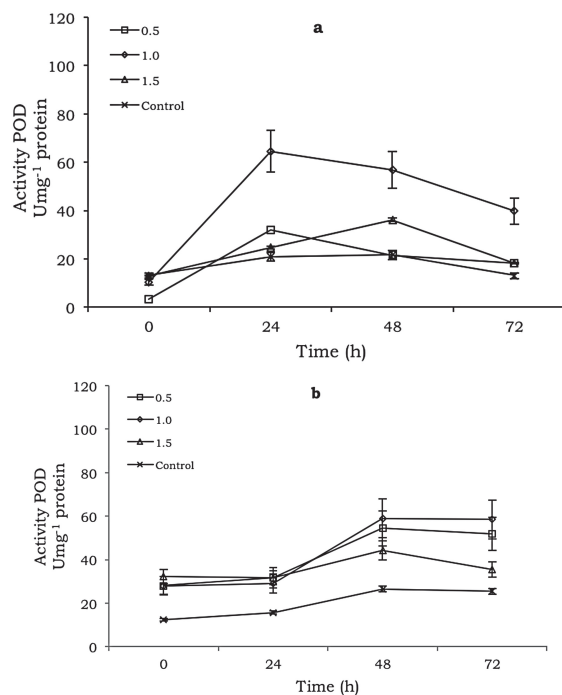 a
120
100
80
60
40
20
0
0.5
1.0
1.5
Control
Activity POD
Umg⁻¹ protein
0 24 48 72
Time (h)
b
120
100
80
60
40
20
0
0.5
1.0
1.5
Control
Activity POD
Umg⁻¹ protein
0 24 48 72
Time (h)